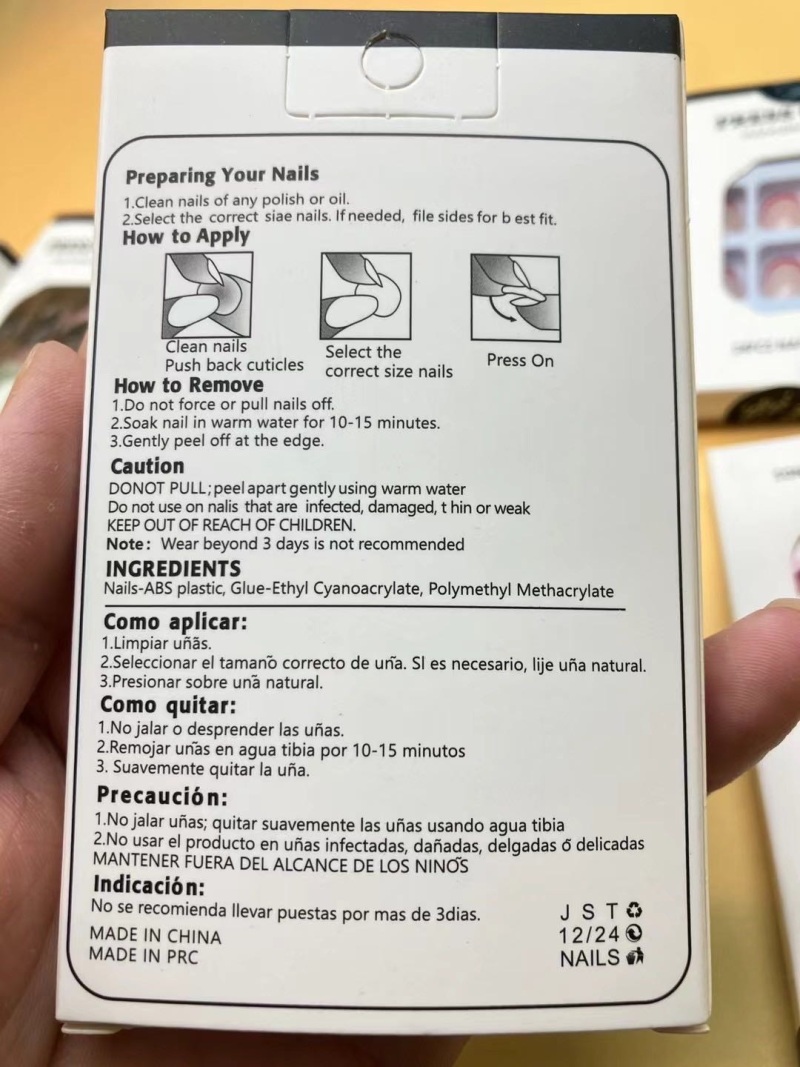 Preparing Your Nails
1.Clean nails of any polish or oil.
2.Select the correct siae nails. If needed, file sides for b est fit.
How to Apply
Clean nails
Push back cuticles
Select the
correct size nails
Press On
How to Remove
1.Do not force or pull nails off.
2.Soak nail in warm water for 10-15 minutes.
3.Gently peel off at the edge.
Caution
DONOT PULL; peel apart gently using warm water
Do not use on nalis that are infected, damaged, t hin or weak
KEEP OUT OF REACH OF CHILDREN.
Note: Wear beyond 3 days is not recommended
INGREDIENTS
Nails-ABS plastic, Glue-Ethyl Cyanoacrylate, Polymethyl Methacrylate
Como aplicar:
1.Limpiar uñãs.
2.Seleccionar el tamanõ correcto de urĩa. Sl es necesario, lije uña natural.
3.Presionar sobre unã natural.
Como quitar:
1.No jalar o desprender las uñas.
2.Remojar unãs en agua tibia por 10-15 minutos
3. Suavemente quitar la uña.
Precaución:
1.No jalar uñas; quitar suavemente las uñas usando agua tibia
2.No usar el producto en uñas infectadas, dañadas, delgadas õ delicadas
MANTENER FUERA DEL ALCANCE DE LOS NINOS̃
Indicación:
No se recomienda llevar puestas por mas de 3dias.
MADE IN CHINA
MADE IN PRC
J S T
12/24
NAILS